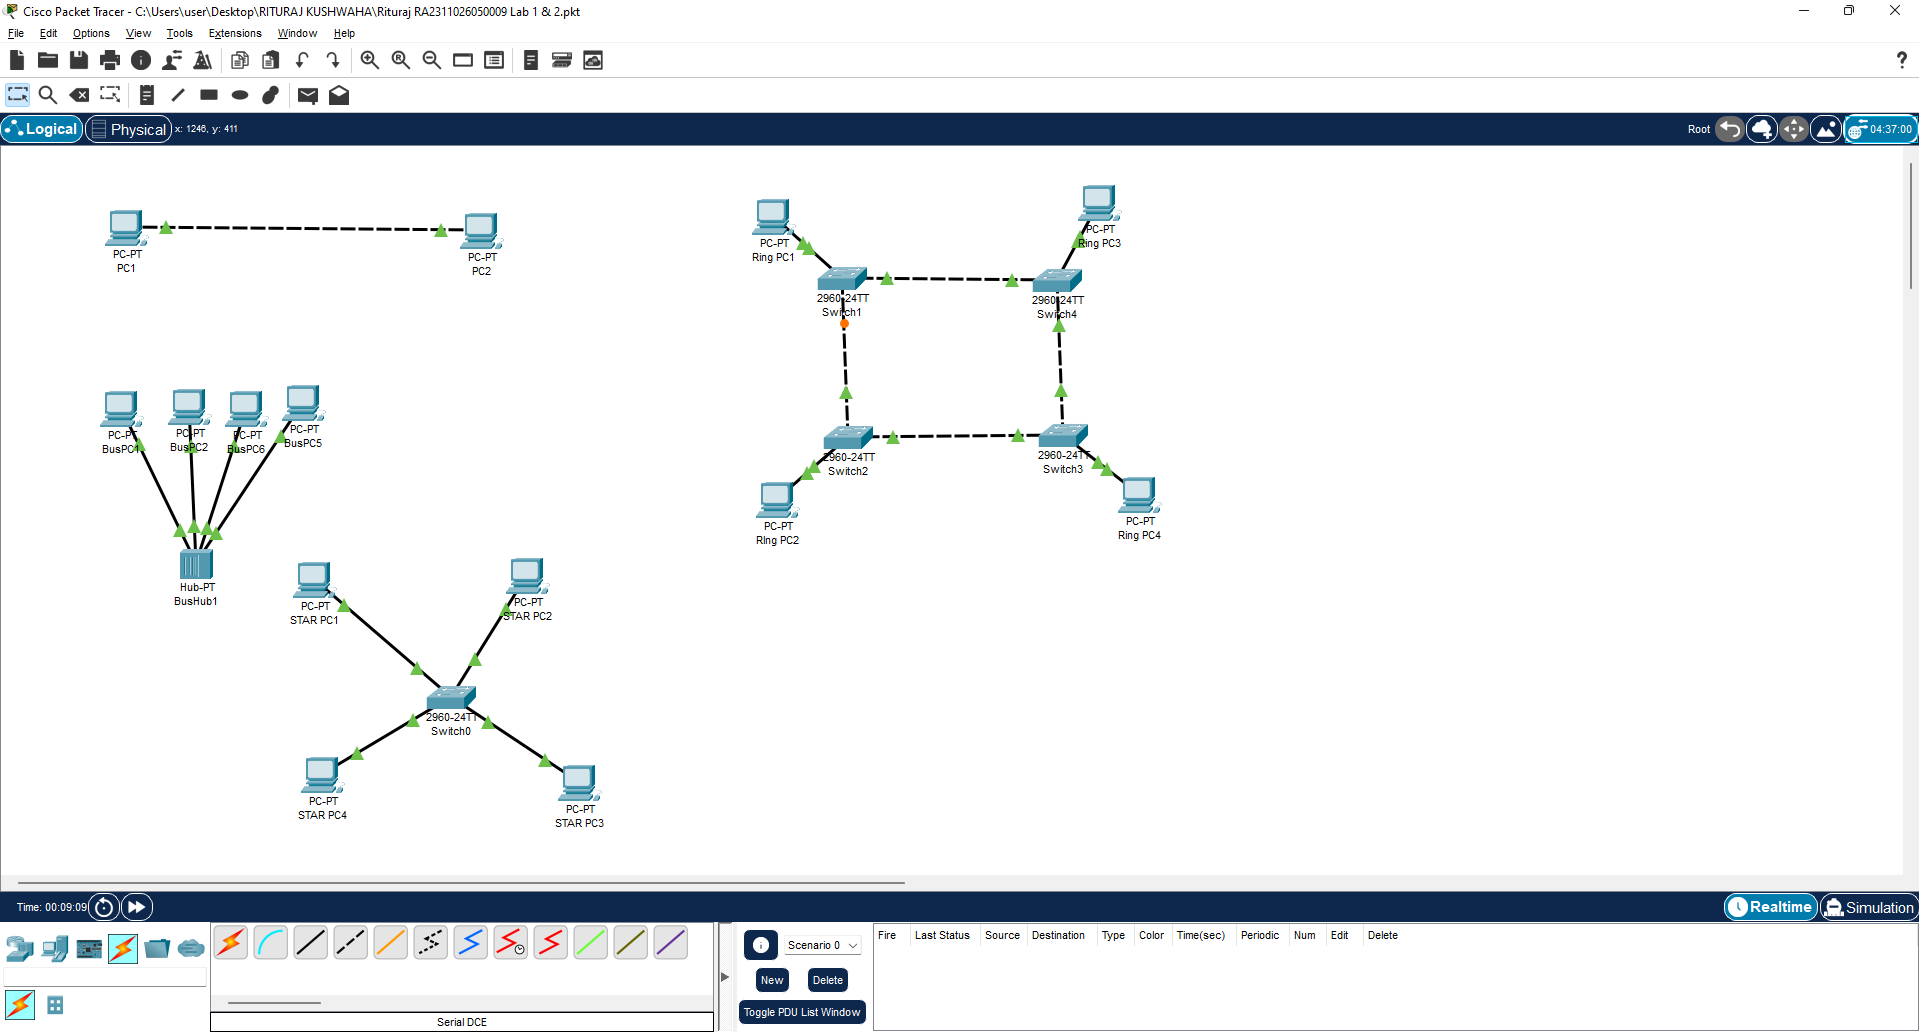 Cisco Packet Tracer - C:\Users\user\Desktop\RITURAJ KUSHWAHA\Rituraj RA2311026050009 Lab 1 & 2.pkt
File Edit Options View Tools Extensions Window Help
Logical Physical x: 1246, y: 411 Root 04:37:00
PC-PT
PC1
PC-PT
PC2
PC-PT
Ring PC1
PC-PT
Ring PC3
2960-24TT
Switch1
2960-24TT
Switch4
PC-PT
BusPC1
PC-PT
BusPC2
PC-PT
BusPC6
PC-PT
BusPC5
2960-24TT
Switch2
2960-24TT
Switch3
PC-PT
RIng PC2
PC-PT
Ring PC4
Hub-PT
BusHub1
PC-PT
STAR PC1
PC-PT
STAR PC2
2960-24TT
Switch0
PC-PT
STAR PC4
PC-PT
STAR PC3
Time: 00:09:09 Realtime Simulation
Scenario 0
New Delete
Toggle PDU List Window
Fire Last Status Source Destination Type Color Time(sec) Periodic Num Edit Delete
Serial DCE